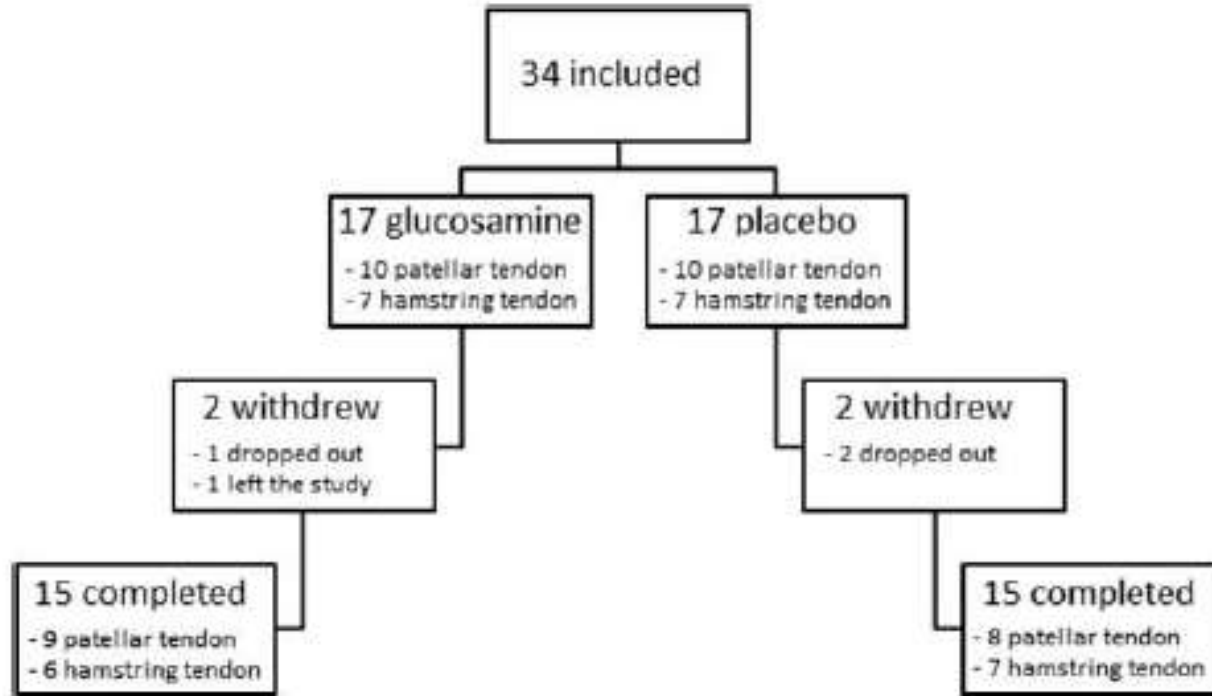 34 included
17 glucosamine
- 10 patellar tendon
- 7 hamstring tendon
17 placebo
- 10 patellar tendon
- 7 hamstring tendon
2 withdrew
- 1 dropped out
- 1 left the study
2 withdrew
- 2 dropped out
15 completed
- 9 patellar tendon
- 6 hamstring tendon
15 completed
- 8 patellar tendon
- 7 hamstring tendon